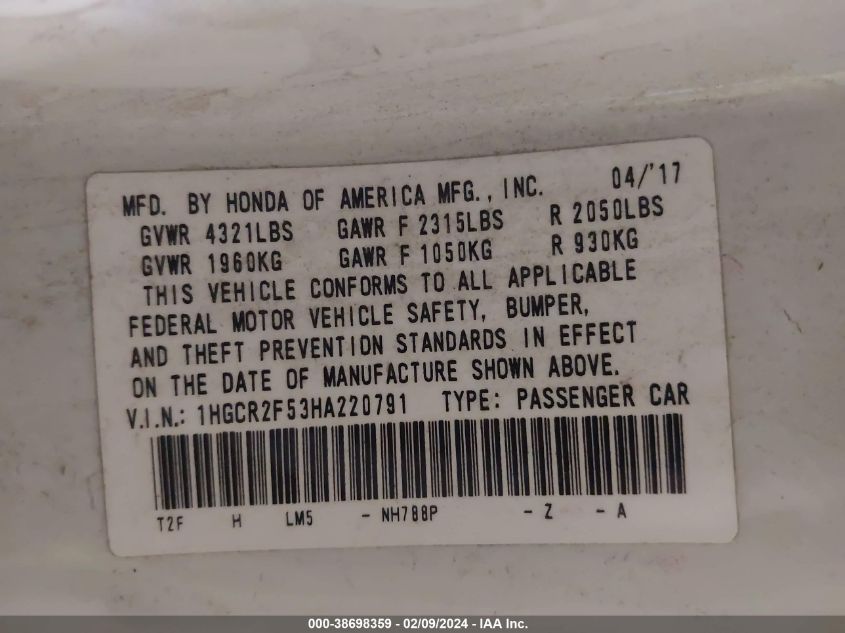 MFD. BY HONDA OF AMERICA MFG., INC. 04/'17
GVWR 4321LBS GAWR F 2315LBS R 2050LBS
GVWR 1960KG GAWR F 1050KG R 930KG
THIS VEHICLE CONFORMS TO ALL APPLICABLE
FEDERAL MOTOR VEHICLE SAFETY, BUMPER,
AND THEFT PREVENTION STANDARDS IN EFFECT
ON THE DATE OF MANUFACTURE SHOWN ABOVE.
V.I.N.: 1HGCR2F53HA220791 TYPE: PASSENGER CAR
T2F H LM5 - NH788P - Z - A
000-38698359 - 02/09/2024 - IAA Inc.